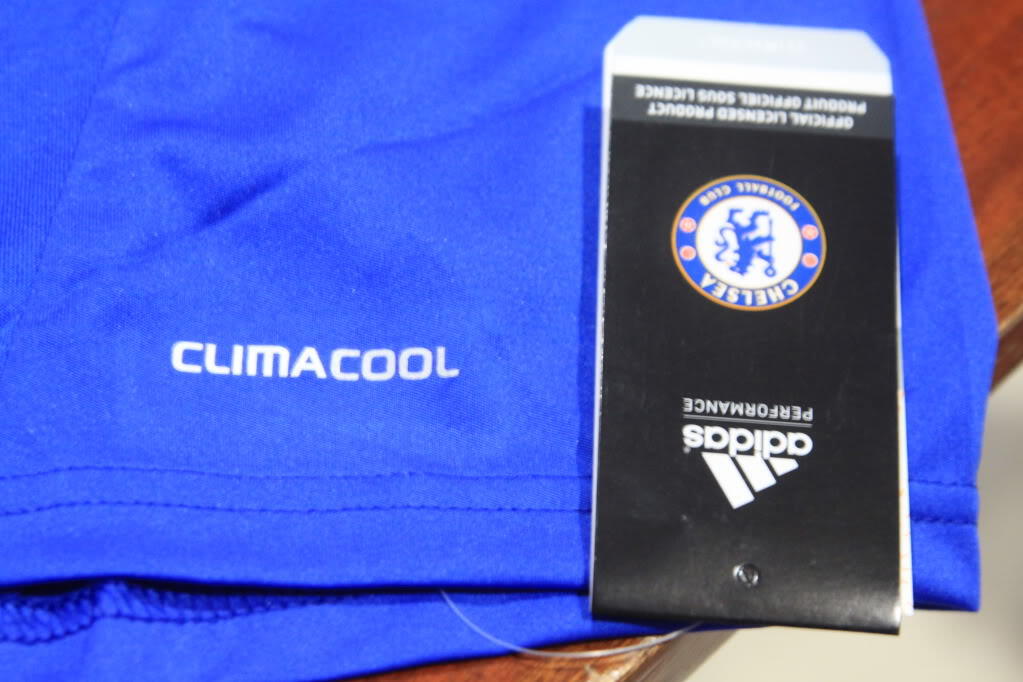 CLIMACOOL
adidas
PERFORMANCE
CHELSEA
FOOTBALL CLUB
OFFICIAL LICENSED PRODUCT
PRODUIT OFFICIEL SOUS LICENCE